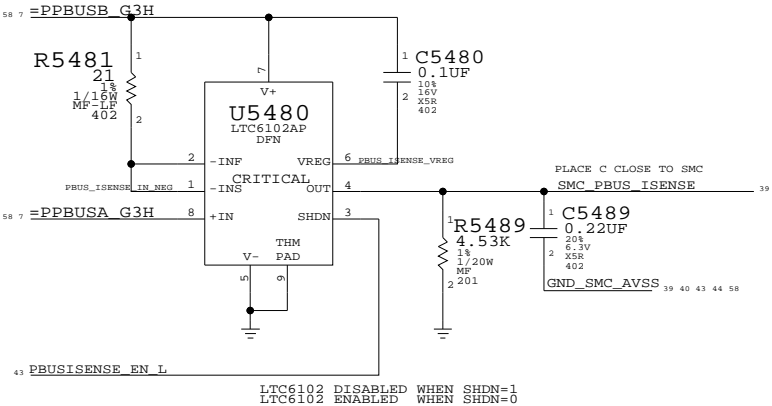 58 7 =PPBUSB_G3H
R5481
21
1%
1/16W
MF-LF
402
1
2
7
V+
U5480
LTC6102AP
DFN
1 C5480
0.1UF
10%
16V
2 X5R
402
2 -INF
VREG 6 PBUS_ISENSE_VREG
CRITICAL
PBUS_ISENSE_IN_NEG 1 -INS
OUT 4
PLACE C CLOSE TO SMC
SMC_PBUS_ISENSE 39
58 7 =PPBUSA_G3H 8 +IN
SHDN 3
THM
V- PAD
5 9
1 R5489
4.53K
1%
1/20W
MF
2 201
1 C5489
0.22UF
20%
6.3V
2 X5R
402
GND_SMC_AVSS 39 40 43 44 58
43 PBUSISENSE_EN_L
LTC6102 DISABLED WHEN SHDN=1
LTC6102 ENABLED WHEN SHDN=0